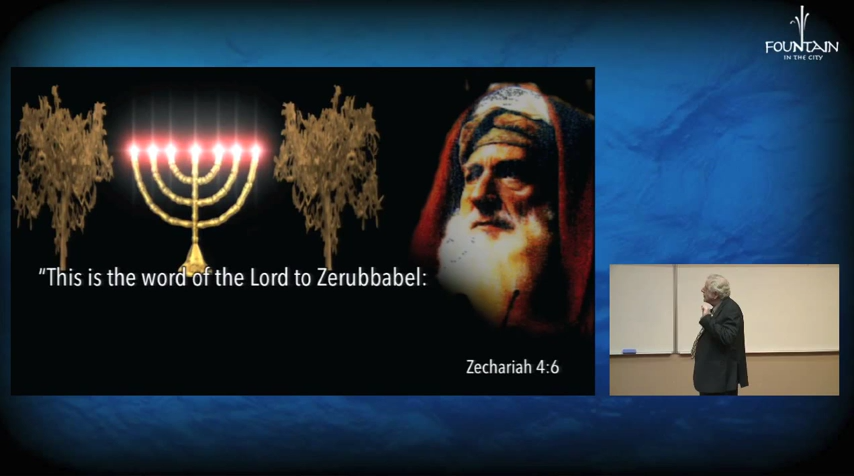 FOUNTAIN
IN THE CITY
“This is the word of the Lord to Zerubbabel:
Zechariah 4:6